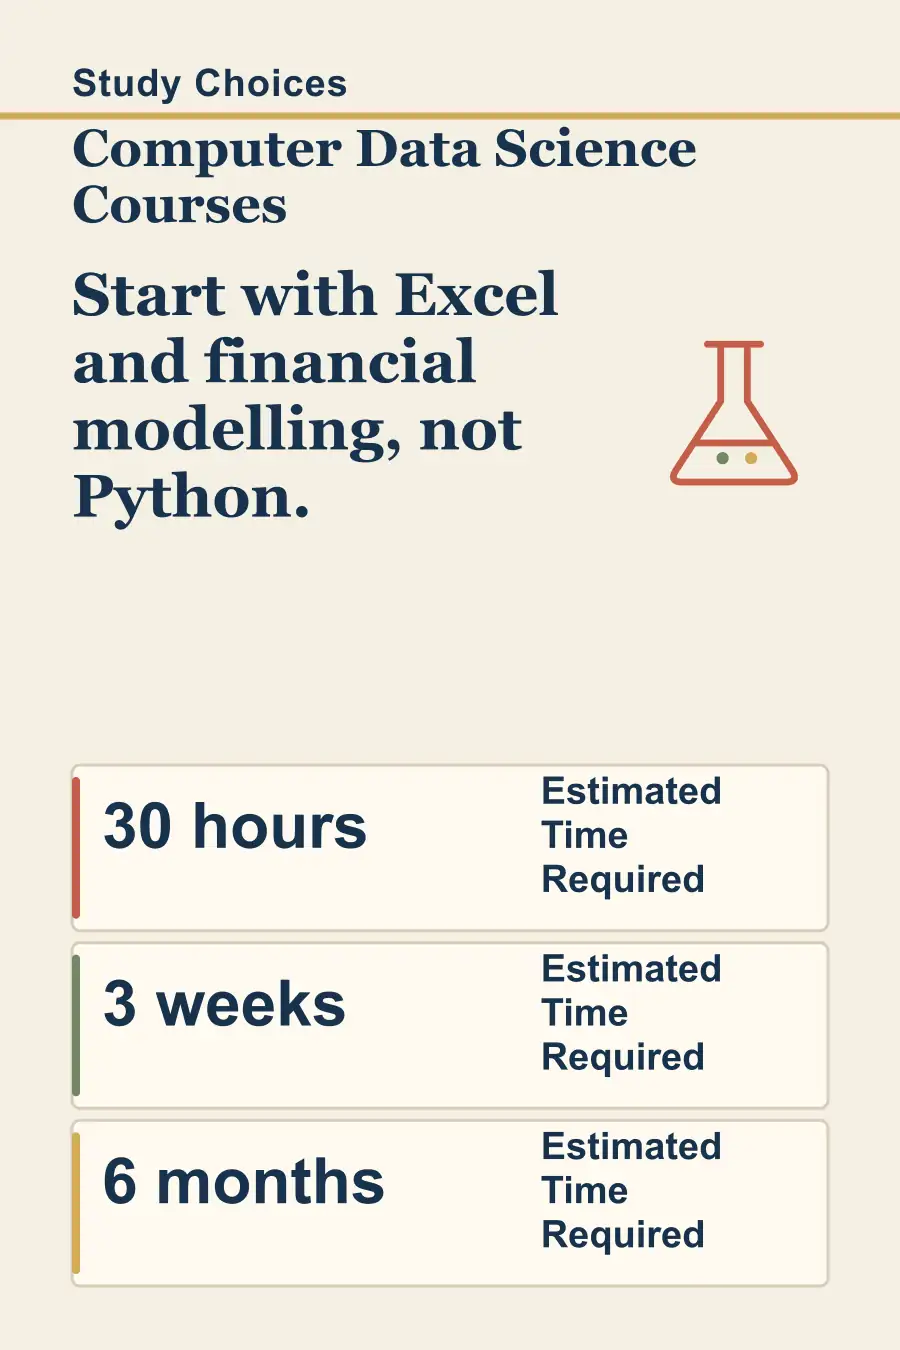 Study Choices
Computer Data Science
Courses
Start with Excel
and financial
modelling, not
Python.
30 hours
Estimated
Time
Required
3 weeks
Estimated
Time
Required
6 months
Estimated
Time
Required